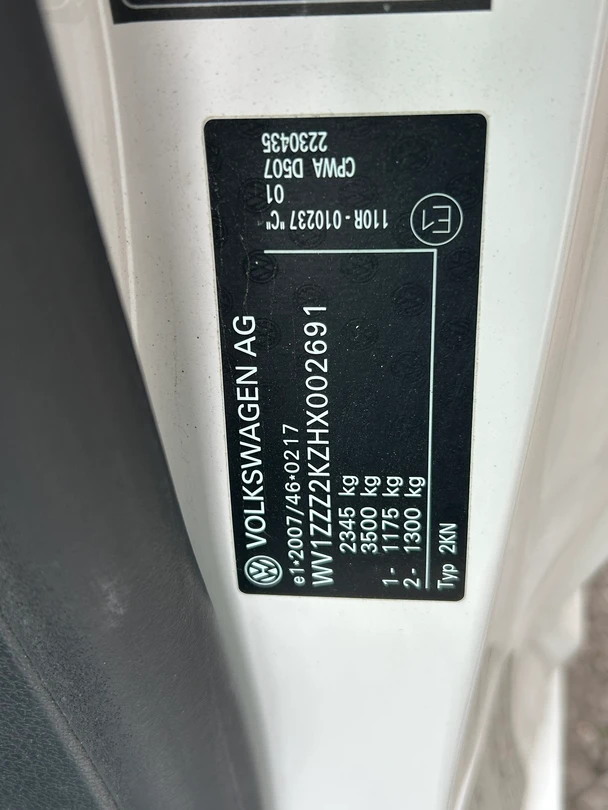 VOLKSWAGEN AG
e1*2007/46*0217
WV1ZZZ2KZHX002691
2345 kg
3500 kg
1- 1175 kg
2- 1300 kg
Typ 2KN
E1
110R-010237 "C"
01
CPWA D507
2230435